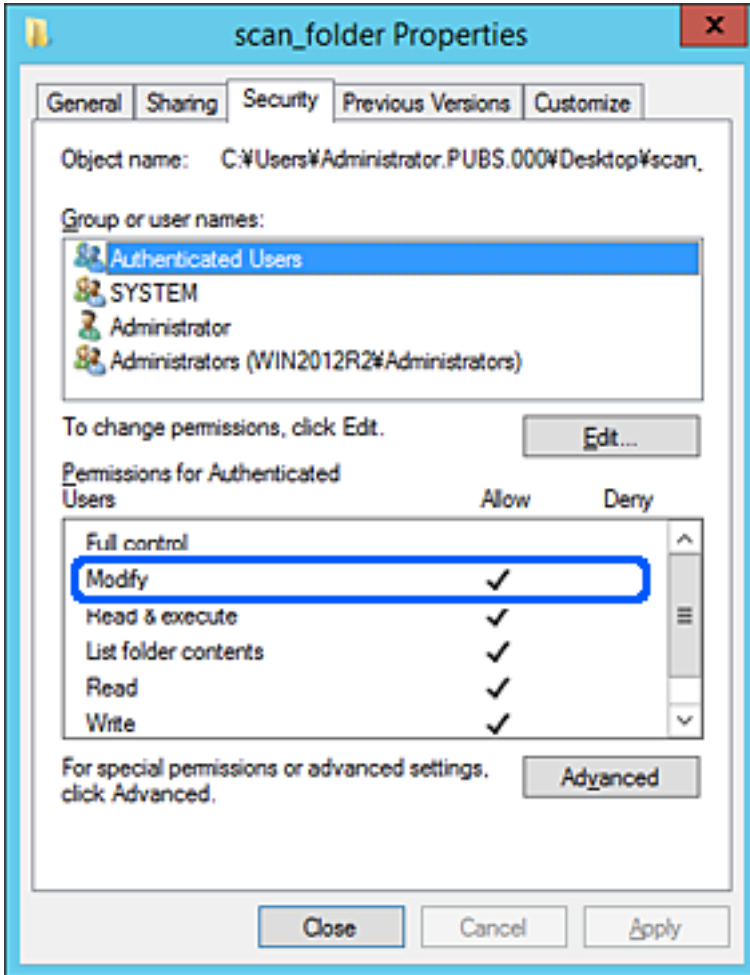 scan_folder Properties
x
General Sharing Security Previous Versions Customize
Object name: C:¥Users¥Administrator.PUBS.000¥Desktop¥scan_
Group or user names:
Authenticated Users
SYSTEM
Administrator
Administrators (WIN2012R2¥Administrators)
To change permissions, click Edit.
Edit...
Permissions for Authenticated
Users Allow Deny
Full control
Modify
Read & execute
List folder contents
Read
Write
For special permissions or advanced settings,
click Advanced.
Advanced
Close Cancel Apply